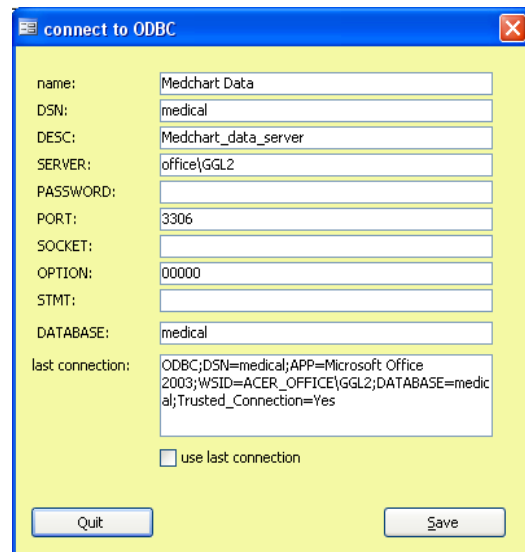 connect to ODBC
name: Medchart Data
DSN: medical
DESC: Medchart_data_server
SERVER: office\GGL2
PASSWORD:
PORT: 3306
SOCKET:
OPTION: 00000
STMT:
DATABASE: medical
last connection: ODBC;DSN=medical;APP=Microsoft Office
2003;WSID=ACER_OFFICE\GGL2;DATABASE=medic
al;Trusted_Connection=Yes
use last connection
Quit Save